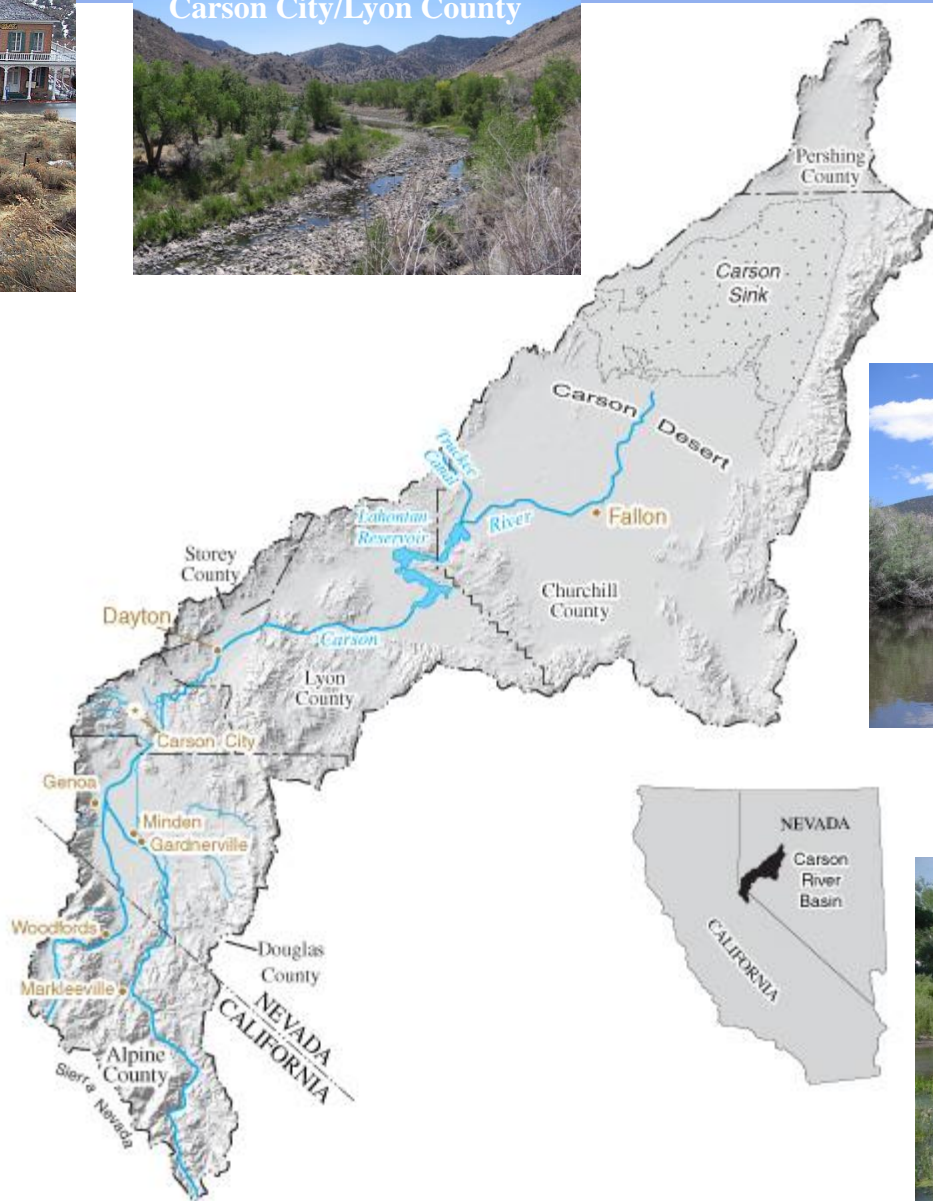 Carson City/Lyon County
Pershing
County
Carson
Sink
Carson
Desert
Truckee
Canal
Lahontan
Reservoir
River
Fallon
Storey
County
Churchill
County
Dayton
Carson
Lyon
County
Carson City
Genoa
Minden
Gardnerville
NEVADA
Carson
River
Basin
CALIFORNIA
Woodfords
Douglas
County
Markleeville
NEVADA
CALIFORNIA
Alpine
County
Sierra Nevada